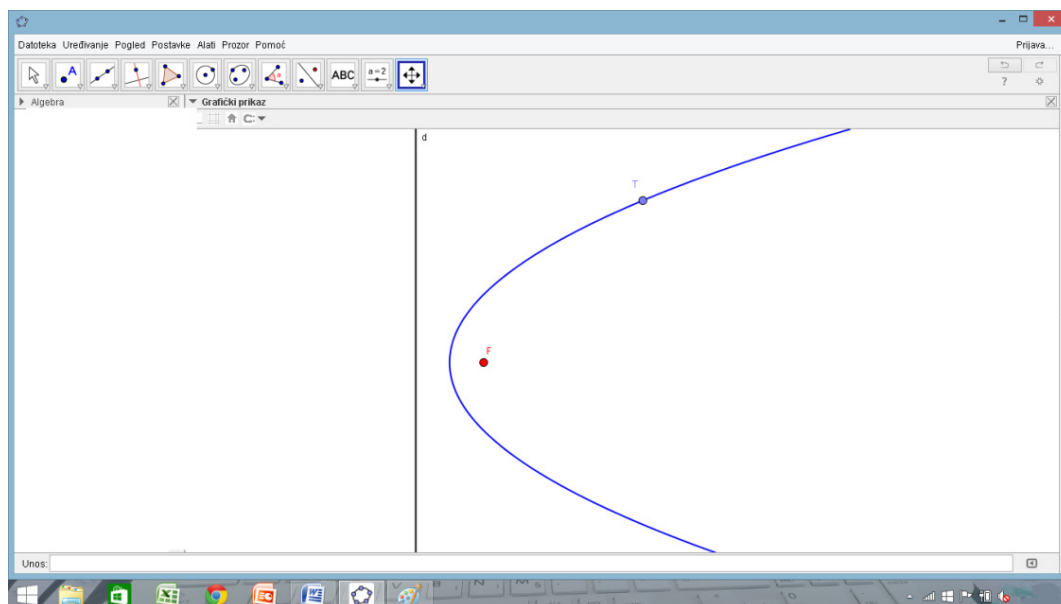 Datoteka Uređivanje Pogled Postavke Alati Prozor Pomoć Prijava...
A ABC a=2
?
Algebra Grafički prikaz
d
T
F
Unos: